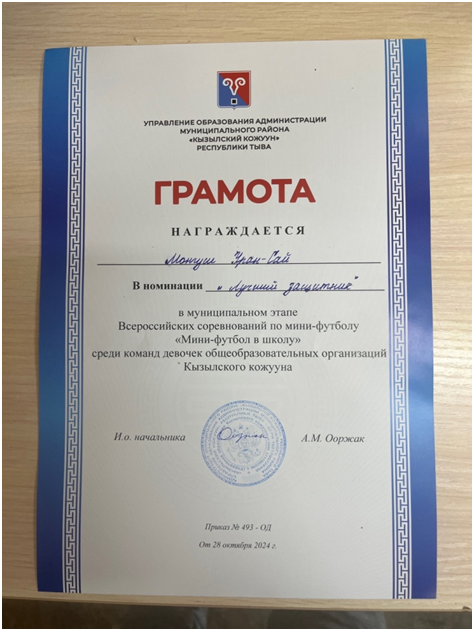 УПРАВЛЕНИЕ ОБРАЗОВАНИЯ АДМИНИСТРАЦИИ
МУНИЦИПАЛЬНОГО РАЙОНА
«КЫЗЫЛСКИЙ КОЖУУН»
РЕСПУБЛИКИ ТЫВА
ГРАМОТА
НАГРАЖДАЕТСЯ
Монгуш Уран-Сай
В номинации „Лучший защитник"
в муниципальном этапе
Всероссийских соревнований по мини-футболу
«Мини-футбол в школу»
среди команд девочек общеобразовательных организаций
Кызылского кожууна
И.о. начальника А.М. Ооржак
Приказ № 493 - ОД
От 28 октября 2024 г.